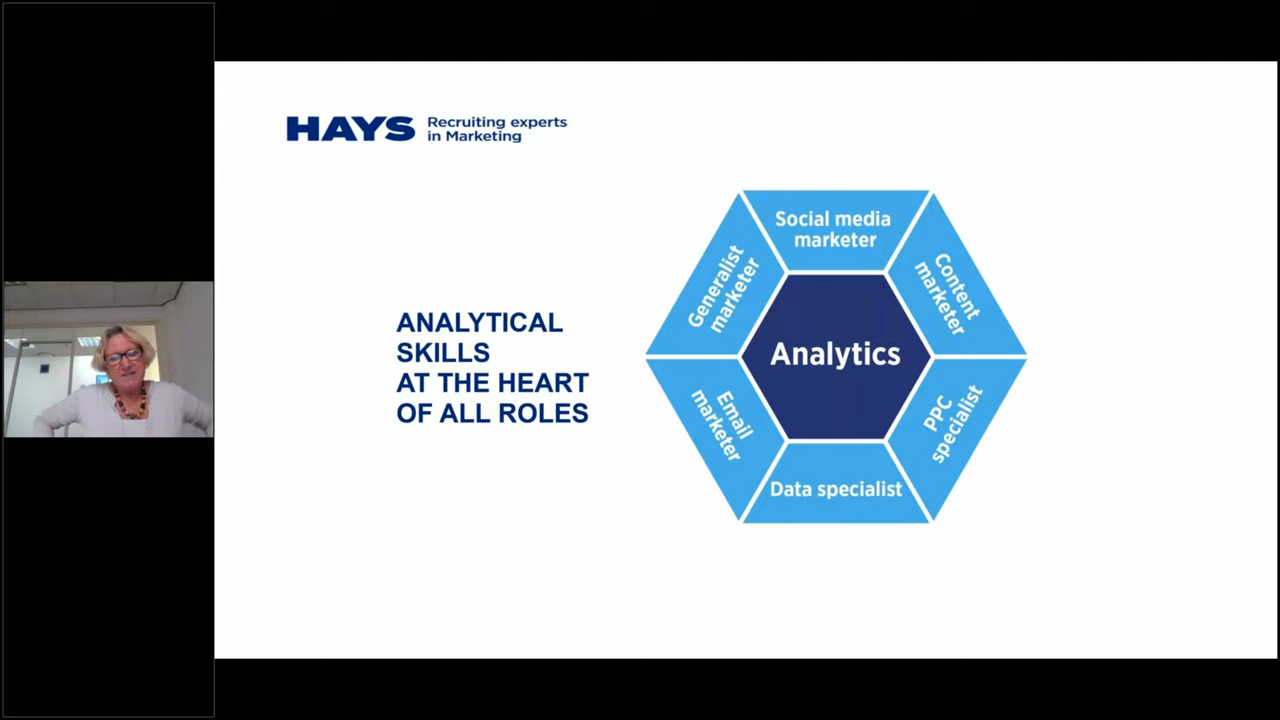 HAYS
Recruiting experts
in Marketing
ANALYTICAL
SKILLS
AT THE HEART
OF ALL ROLES
Social media
marketer
Content
marketer
PPC
specialist
Data specialist
Email
marketer
Generalist
marketer
Analytics